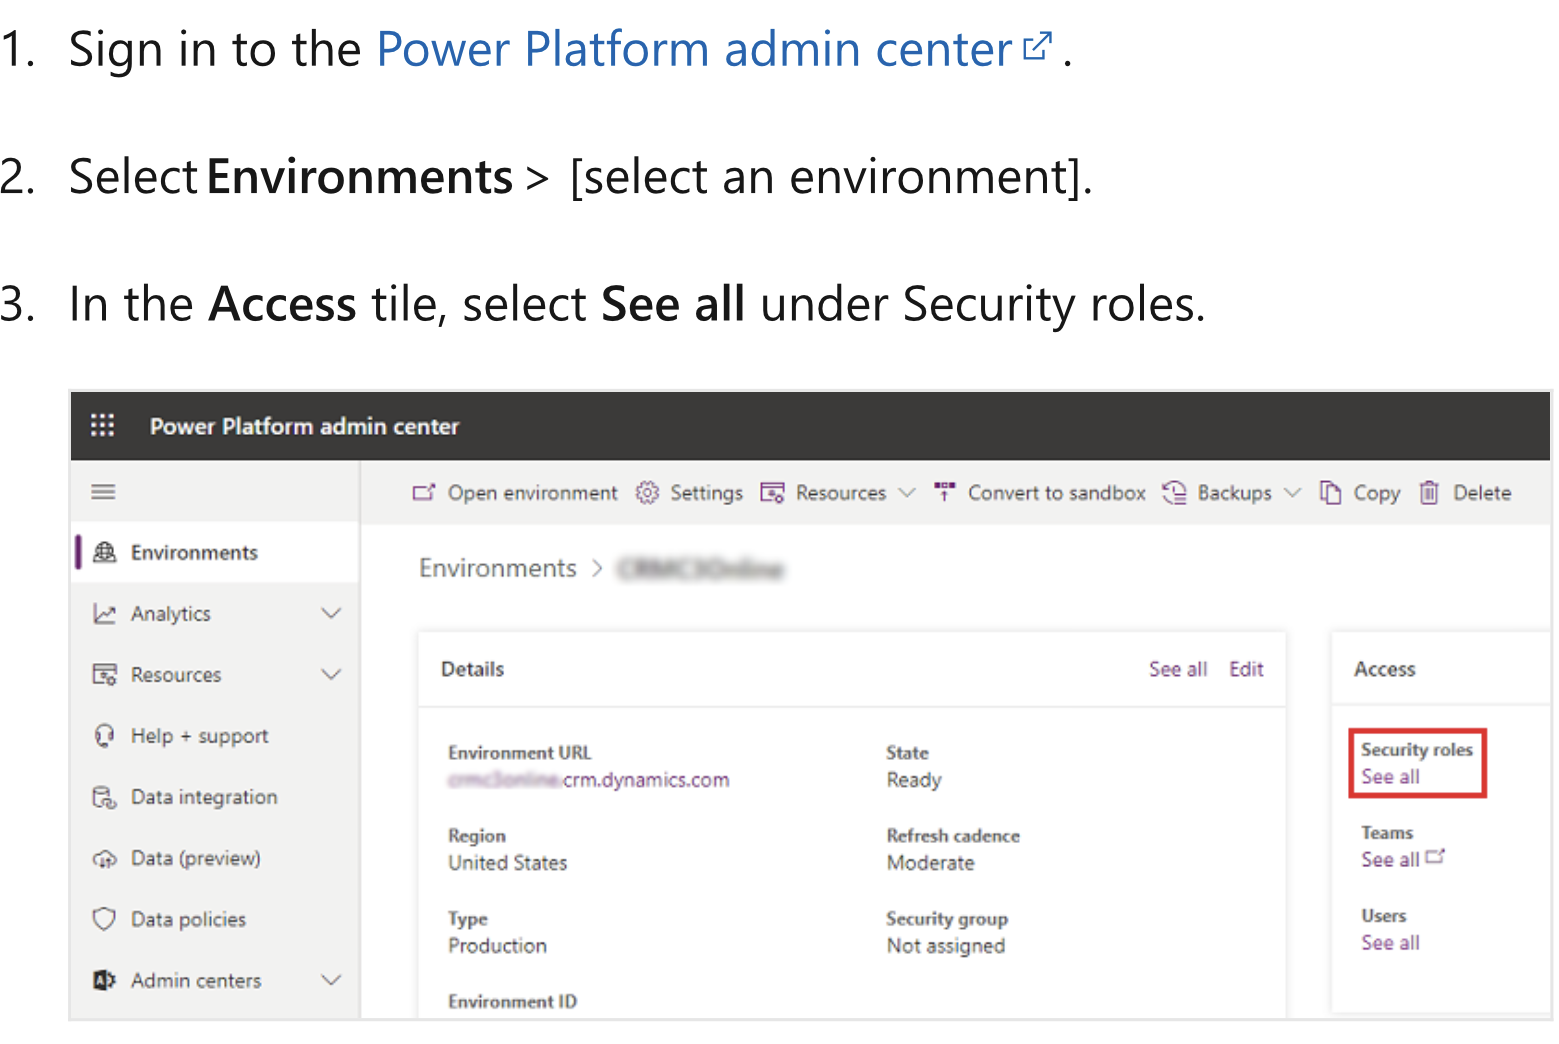 1. Sign in to the Power Platform admin center.
2. Select Environments > [select an environment].
3. In the Access tile, select See all under Security roles.
Power Platform admin center
Open environment Settings Resources Convert to sandbox Backups Copy Delete
Environments
Analytics
Resources
Help + support
Data integration
Data (preview)
Data policies
Admin centers
Environments >
Details See all Edit
Environment URL
crm.dynamics.com
Region
United States
Type
Production
Environment ID
State
Ready
Refresh cadence
Moderate
Security group
Not assigned
Access
Security roles
See all
Teams
See all
Users
See all